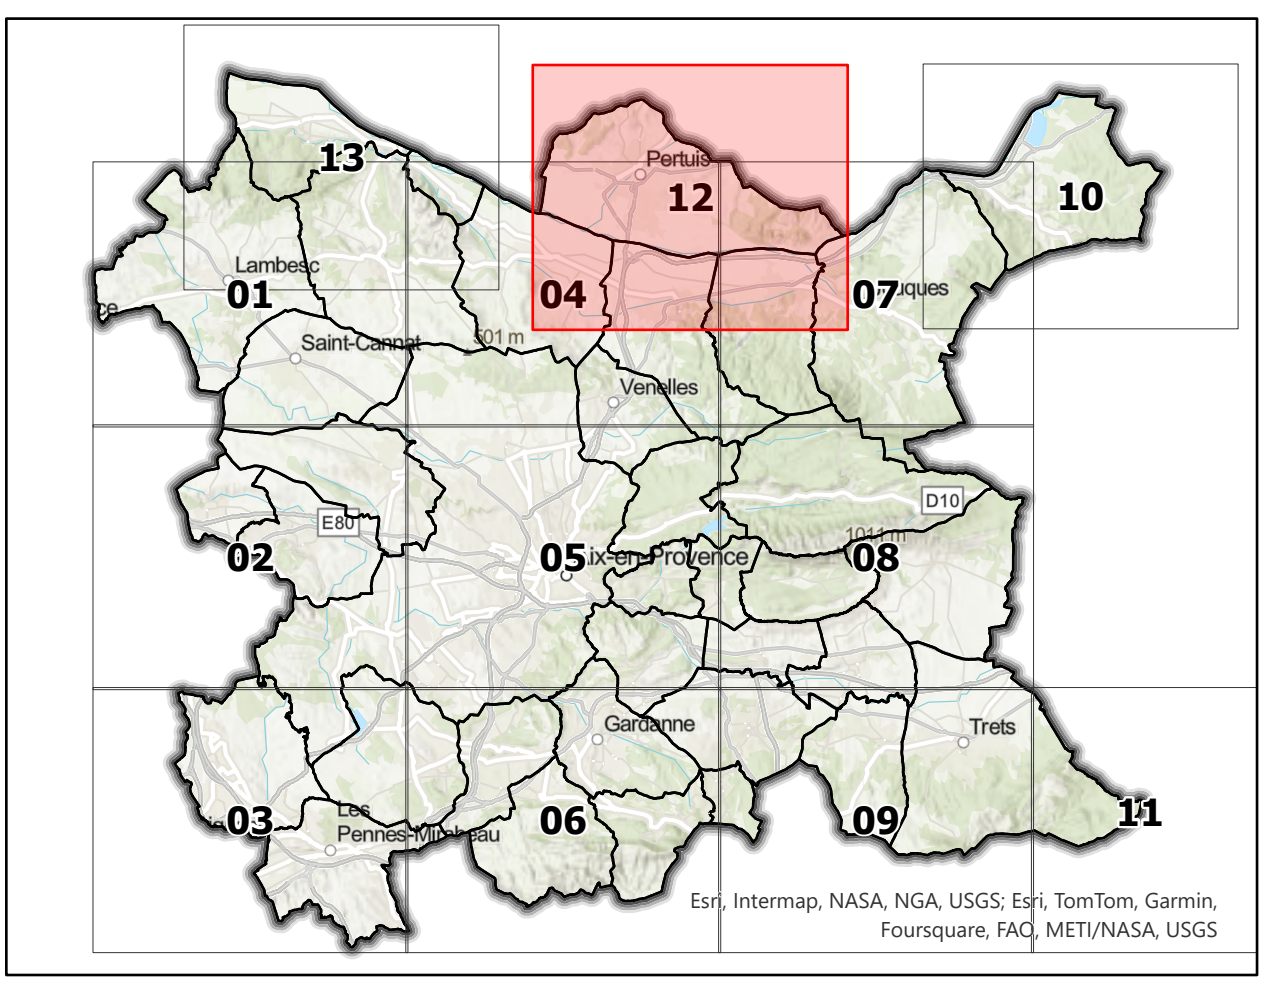 13
Pertuis
12
10
Lambesc
01
04
07
uques
ce
Saint-Cannat
501 m
Venelles
D10
E80
1011 m
02
05
ix-en-Provence
08
Gardanne
Trets
03
Les
Pennes-Mirabeau
06
09
11
Esri, Intermap, NASA, NGA, USGS; Esri, TomTom, Garmin,
Foursquare, FAO, METI/NASA, USGS